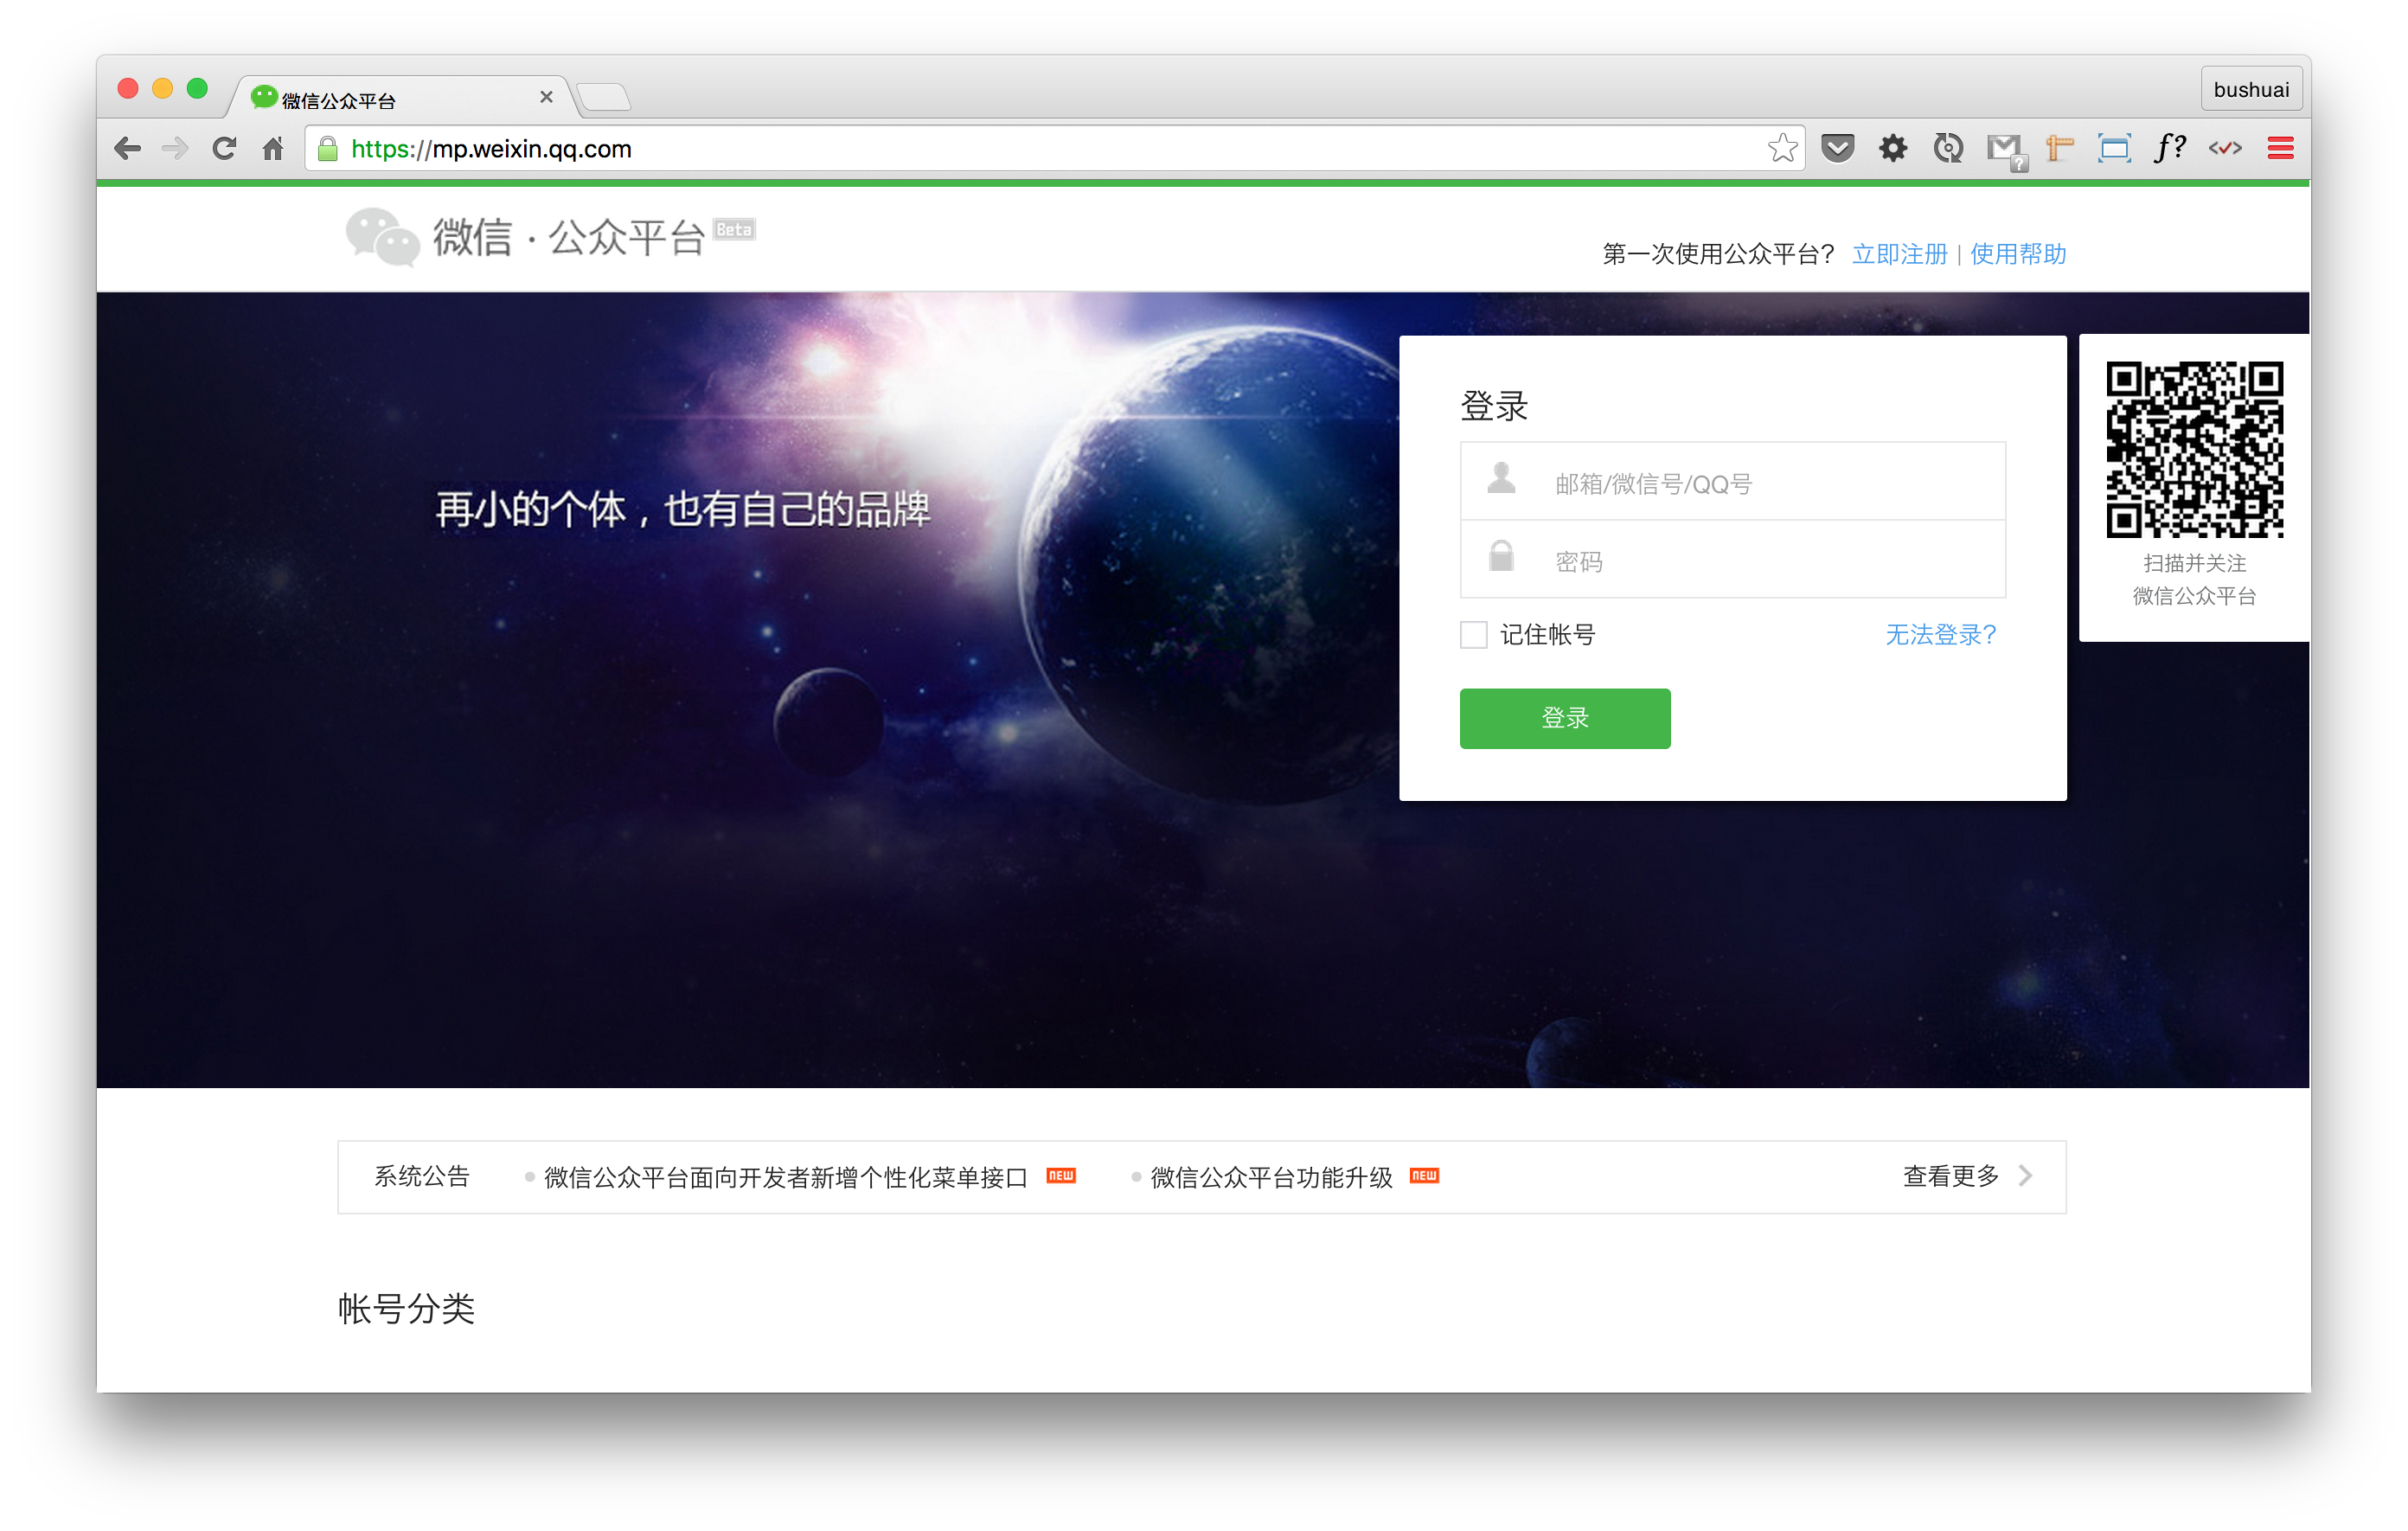 微信公众平台
bushuai
https://mp.weixin.qq.com
f?
微信·公众平台 Beta
第一次使用公众平台? 立即注册 | 使用帮助
登录
再小的个体，也有自己的品牌
邮箱/微信号/QQ号
密码
记住帐号 无法登录?
登录
扫描并关注
微信公众平台
系统公告 微信公众平台面向开发者新增个性化菜单接口 NEW 微信公众平台功能升级 NEW 查看更多
帐号分类